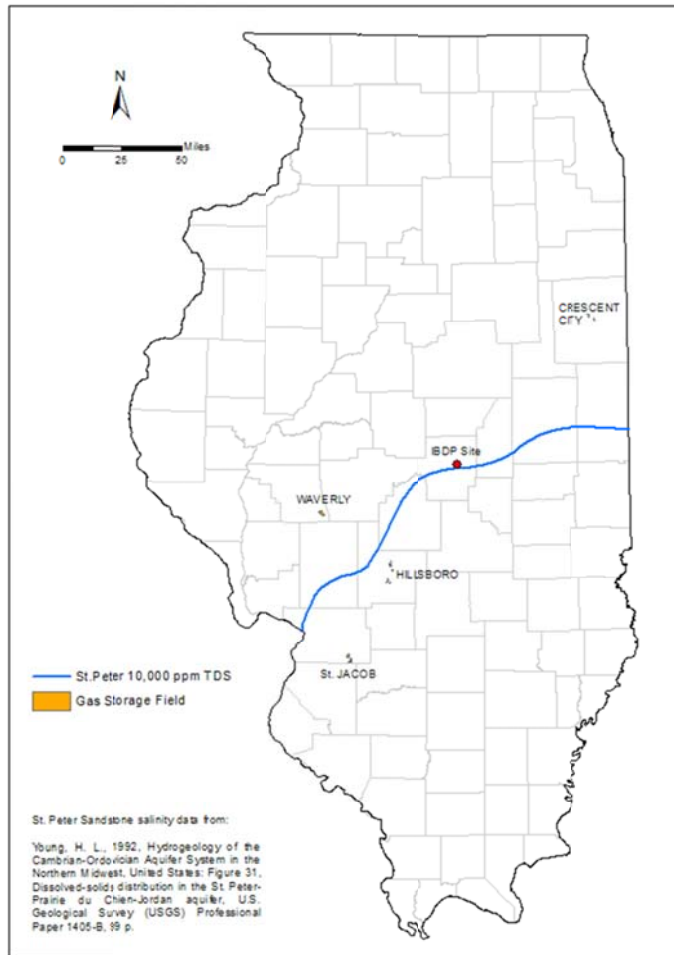 N
Miles
0 25 50
CRESCENT
CITY
IBDP Site
WAVERLY
HILLSBORO
St. JACOB
St.Peter 10,000 ppm TDS
Gas Storage Field
St. Peter Sandstone salinity data from:
Young, H. L., 1992, Hydrogeology of the
Cambrian-Ordovician Aquifer System in the
Northern Midwest, United States: Figure 31,
Dissolved-solids distribution in the St. Peter-
Prairie du Chien-Jordan aquifer, U.S.
Geological Survey (USGS) Professional
Paper 1405-B, 99 p.